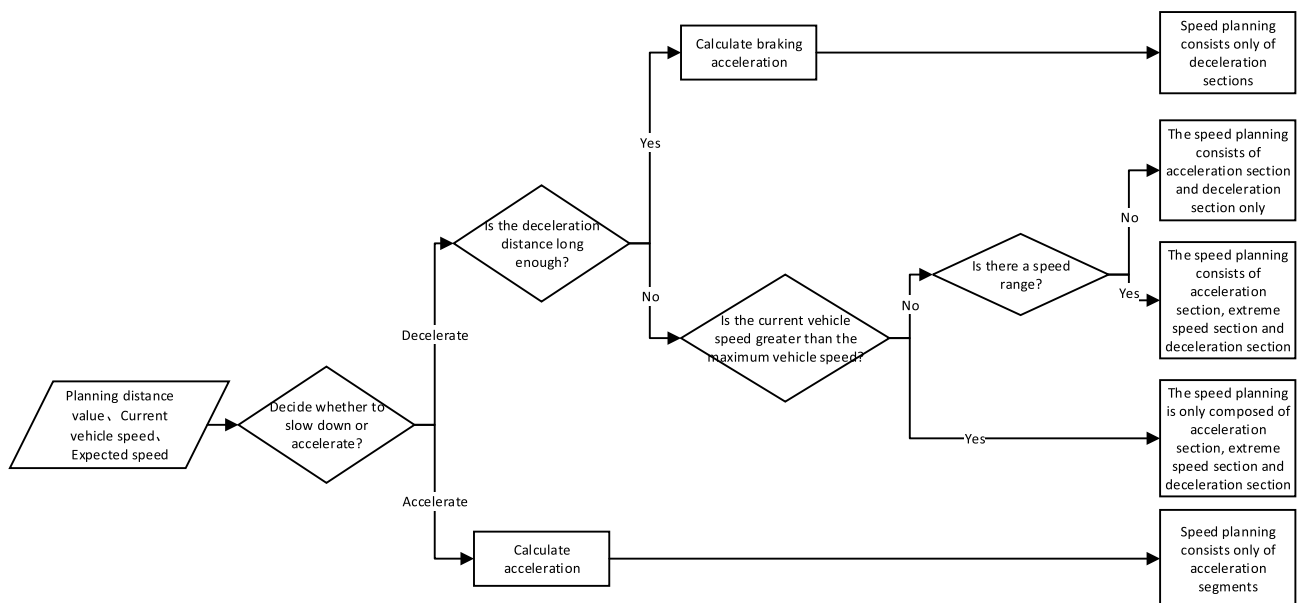 Planning distance
value、Current
vehicle speed、
Expected speed
Decide whether to
slow down or
accelerate?
Decelerate
Accelerate
Is the deceleration
distance long
enough?
Yes
No
Calculate braking
acceleration
Speed planning
consists only of
deceleration
sections
Is the current vehicle
speed greater than the
maximum vehicle speed?
No
Yes
Is there a speed
range?
No
Yes
The speed planning
consists of
acceleration section
and deceleration
section only
The speed planning
consists of
acceleration
section, extreme
speed section and
deceleration section
The speed planning
is only composed of
acceleration
section, extreme
speed section and
deceleration section
Calculate
acceleration
Speed planning
consists only of
acceleration
segments